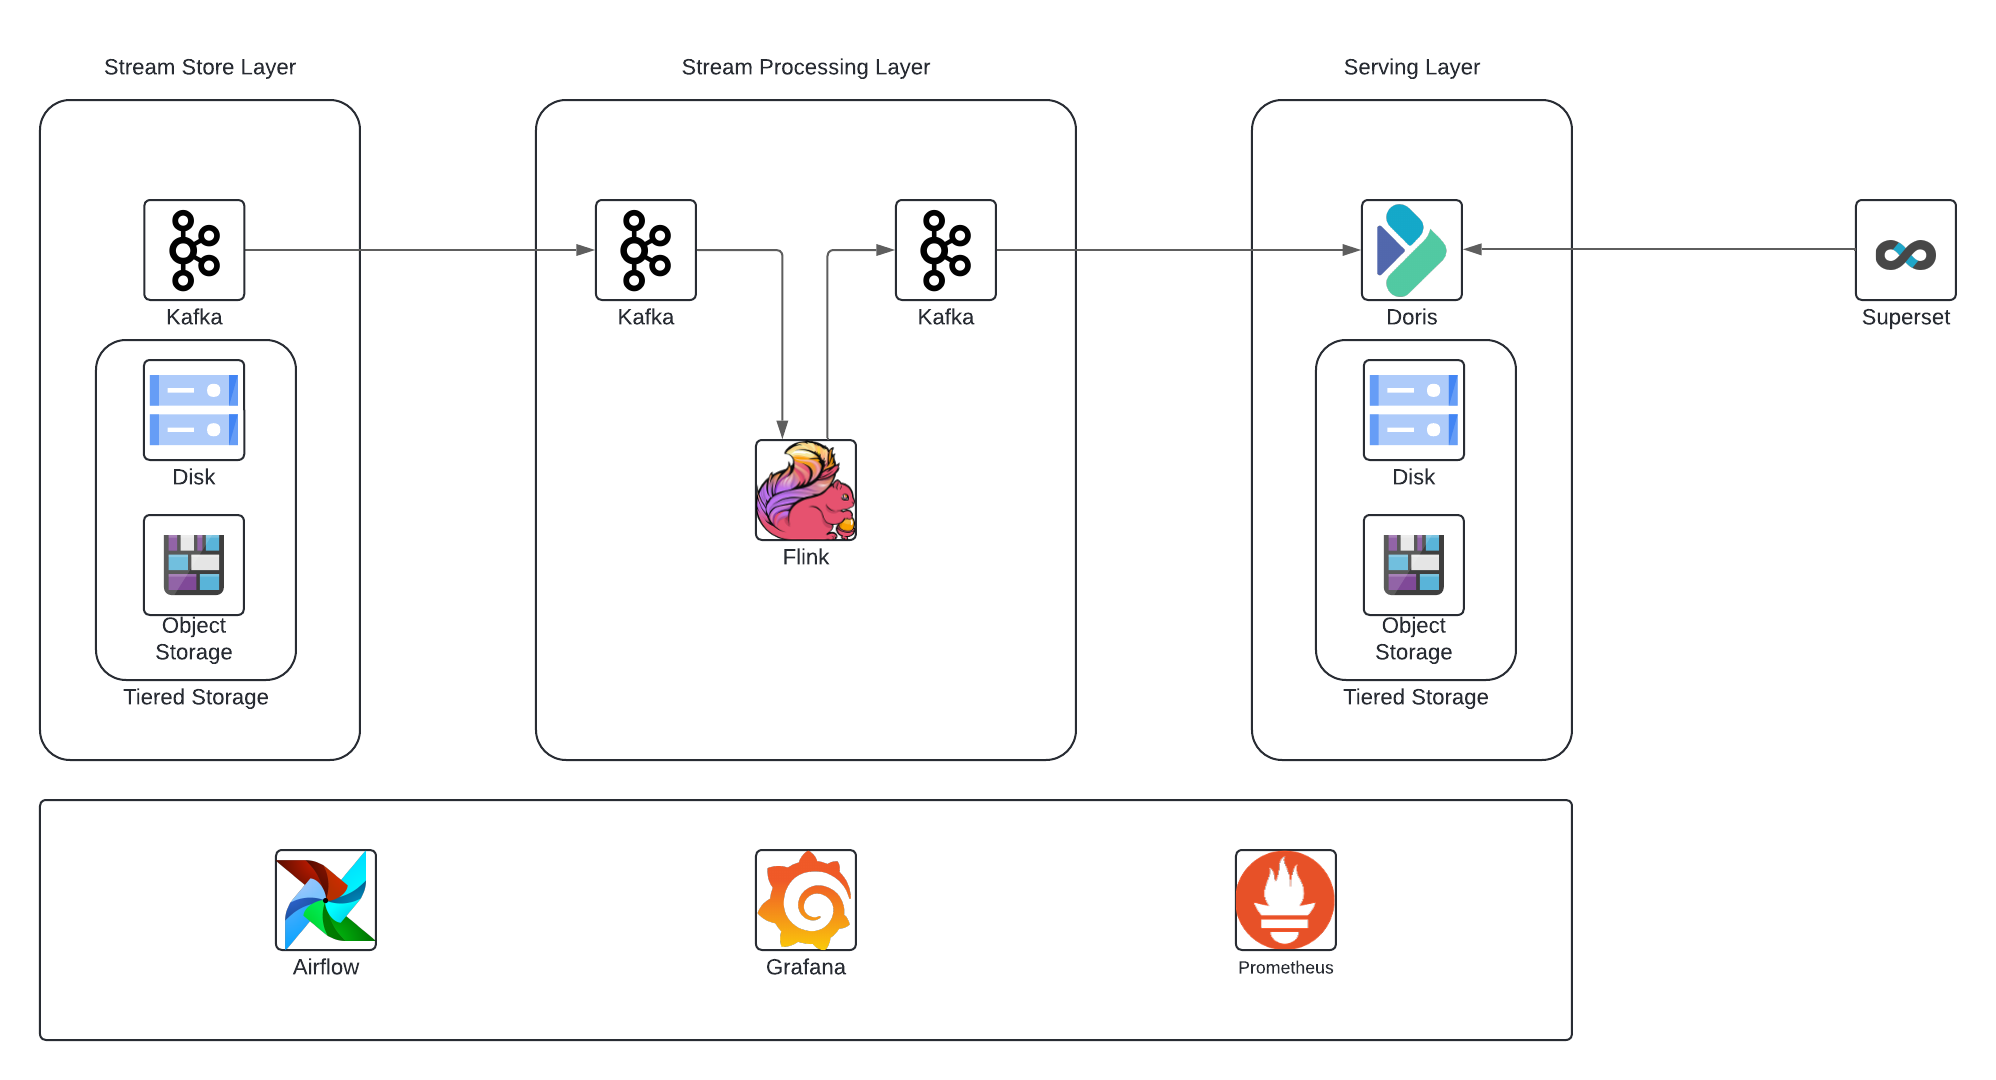 Stream Store Layer
Stream Processing Layer
Serving Layer
Kafka
Kafka
Kafka
Doris
Superset
Disk
Disk
Flink
Object
Storage
Object
Storage
Tiered Storage
Tiered Storage
Airflow
Grafana
Prometheus